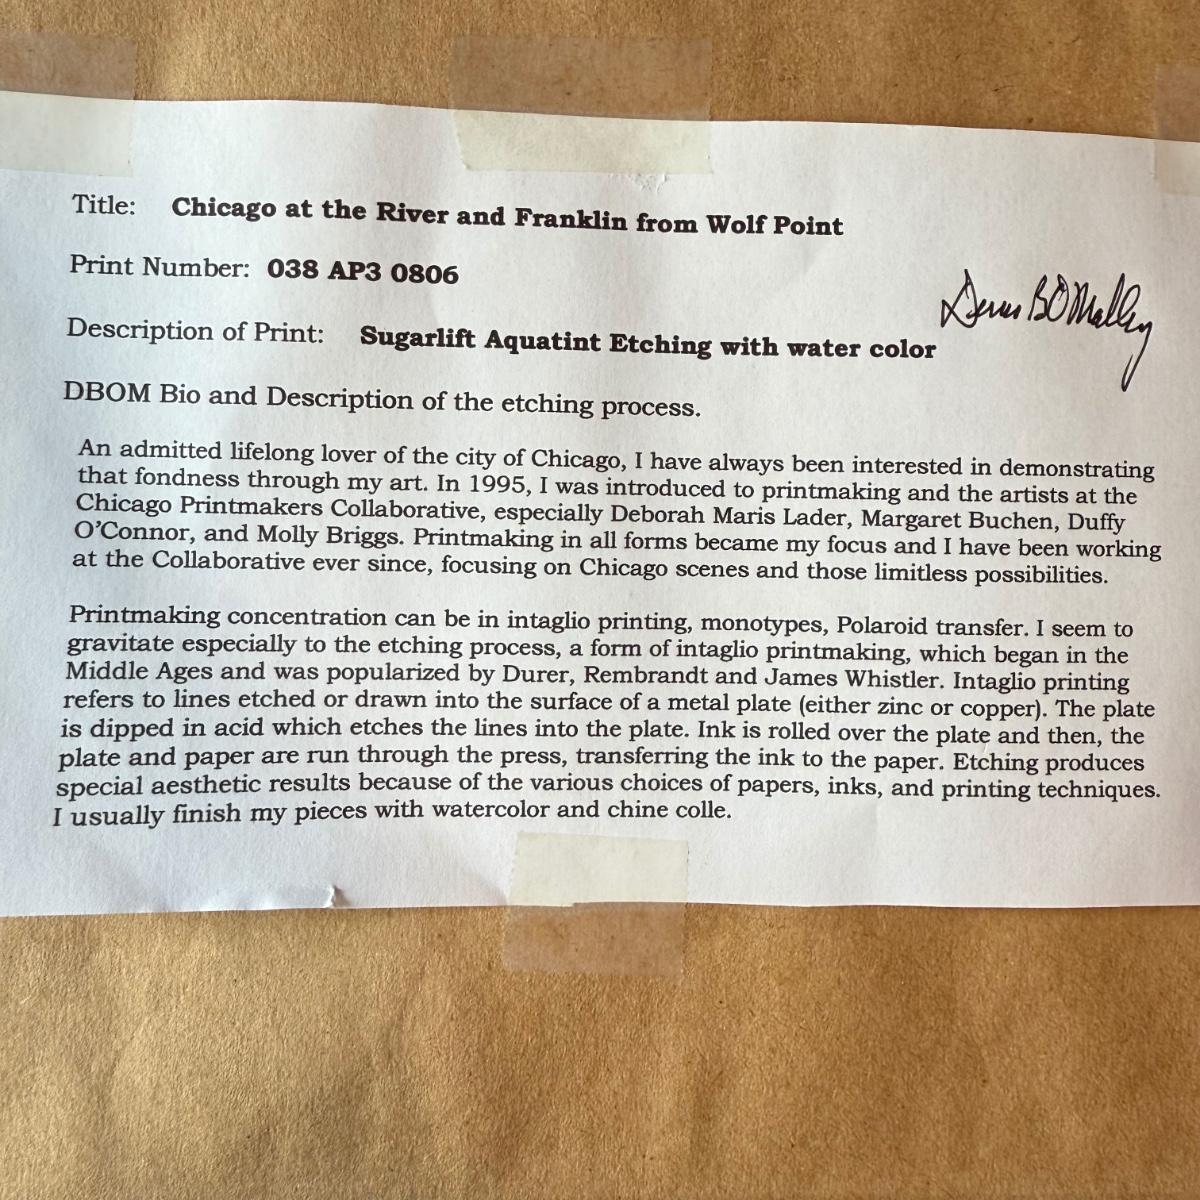 Title: Chicago at the River and Franklin from Wolf Point
Print Number: 038 AP3 0806
Description of Print: Sugarlift Aquatint Etching with water color
Denis B O'Malley
DBOM Bio and Description of the etching process.
An admitted lifelong lover of the city of Chicago, I have always been interested in demonstrating
that fondness through my art. In 1995, I was introduced to printmaking and the artists at the
Chicago Printmakers Collaborative, especially Deborah Maris Lader, Margaret Buchen, Duffy
O'Connor, and Molly Briggs. Printmaking in all forms became my focus and I have been working
at the Collaborative ever since, focusing on Chicago scenes and those limitless possibilities.
Printmaking concentration can be in intaglio printing, monotypes, Polaroid transfer. I seem to
gravitate especially to the etching process, a form of intaglio printmaking, which began in the
Middle Ages and was popularized by Durer, Rembrandt and James Whistler. Intaglio printing
refers to lines etched or drawn into the surface of a metal plate (either zinc or copper). The plate
is dipped in acid which etches the lines into the plate. Ink is rolled over the plate and then, the
plate and paper are run through the press, transferring the ink to the paper. Etching produces
special aesthetic results because of the various choices of papers, inks, and printing techniques.
I usually finish my pieces with watercolor and chine colle.